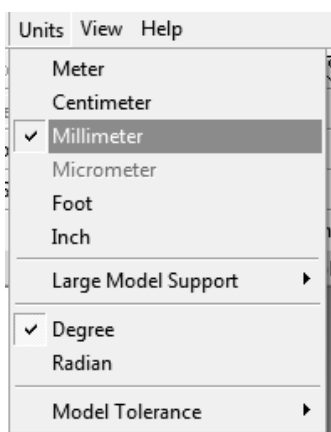 Units View Help
Meter
Centimeter
Millimeter
Micrometer
Foot
Inch
Large Model Support
Degree
Radian
Model Tolerance